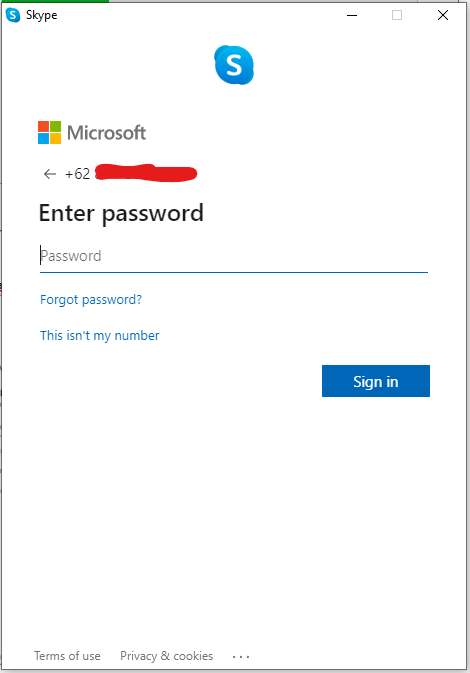 Skype
S
Microsoft
+62
Enter password
Password
Forgot password?
This isn't my number
Sign in
Terms of use Privacy & cookies ...